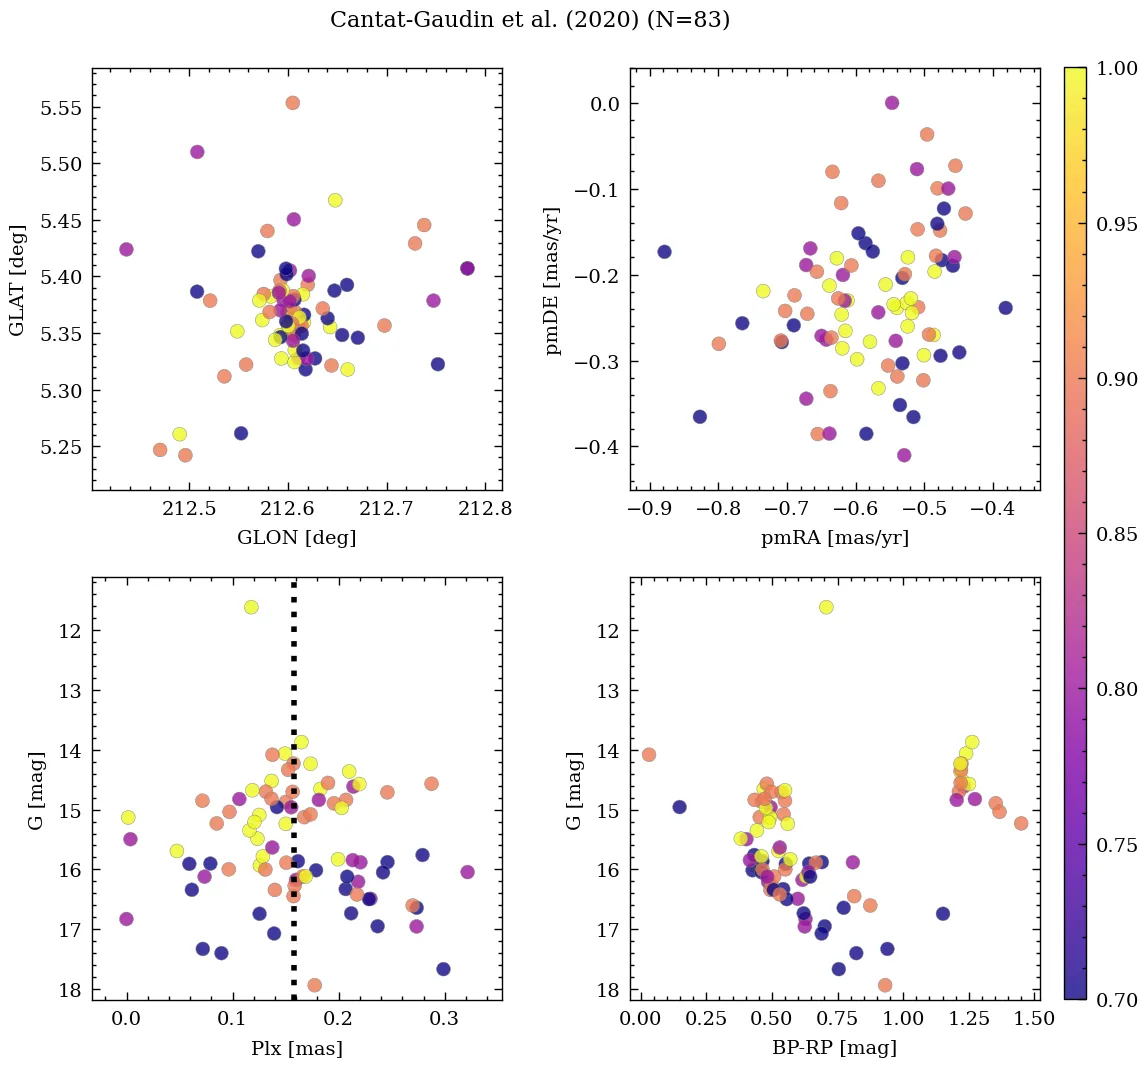 Cantat-Gaudin et al. (2020) (N=83)
5.55
5.50
5.45
5.40
5.35
5.30
5.25
GLAT [deg]
212.5 212.6 212.7 212.8
GLON [deg]
0.0
−0.1
−0.2
−0.3
−0.4
pmDE [mas/yr]
−0.9 −0.8 −0.7 −0.6 −0.5 −0.4
pmRA [mas/yr]
12
13
14
15
16
17
18
G [mag]
0.0 0.1 0.2 0.3
Plx [mas]
12
13
14
15
16
17
18
G [mag]
0.00 0.25 0.50 0.75 1.00 1.25 1.50
BP-RP [mag]
1.00
0.95
0.90
0.85
0.80
0.75
0.70